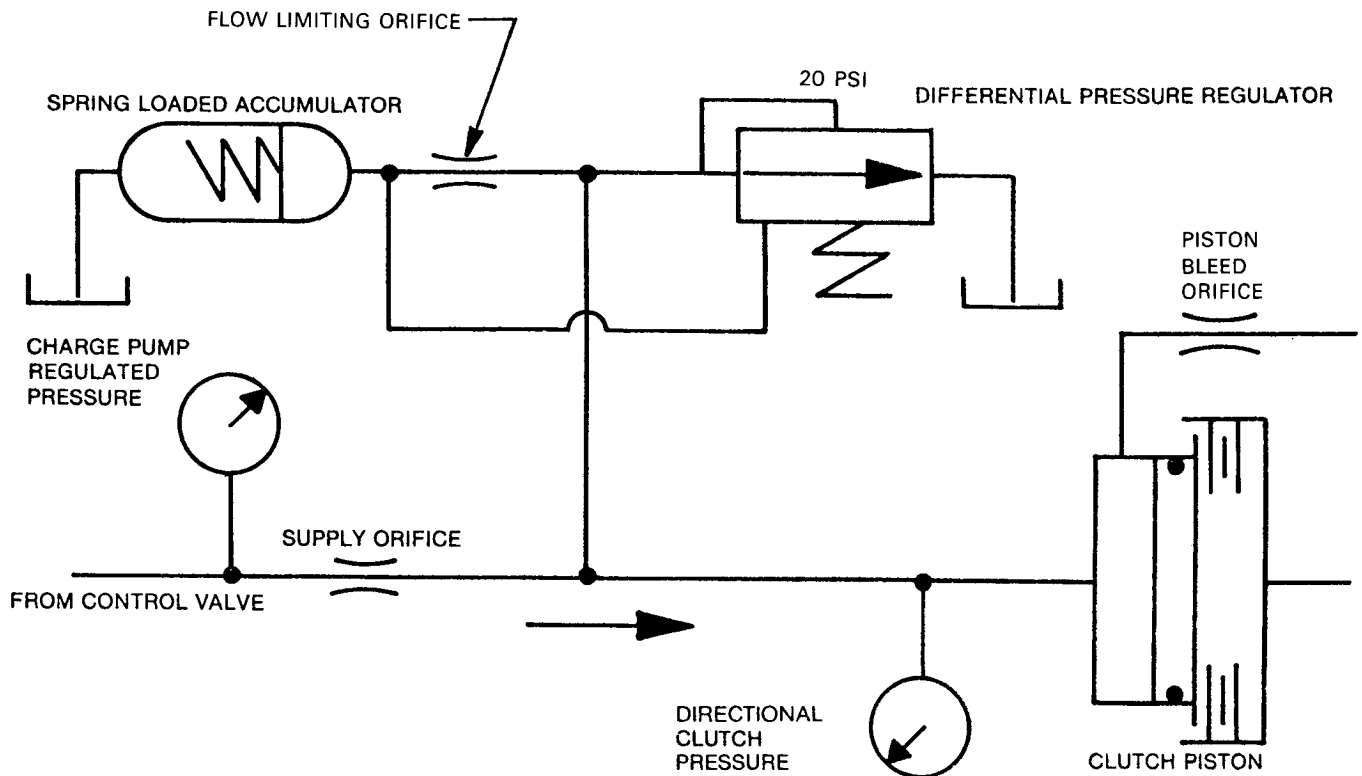 FLOW LIMITING ORIFICE
SPRING LOADED ACCUMULATOR
20 PSI
DIFFERENTIAL PRESSURE REGULATOR
PISTON
BLEED
ORIFICE
CHARGE PUMP
REGULATED
PRESSURE
SUPPLY ORIFICE
FROM CONTROL VALVE
DIRECTIONAL
CLUTCH
PRESSURE
CLUTCH PISTON